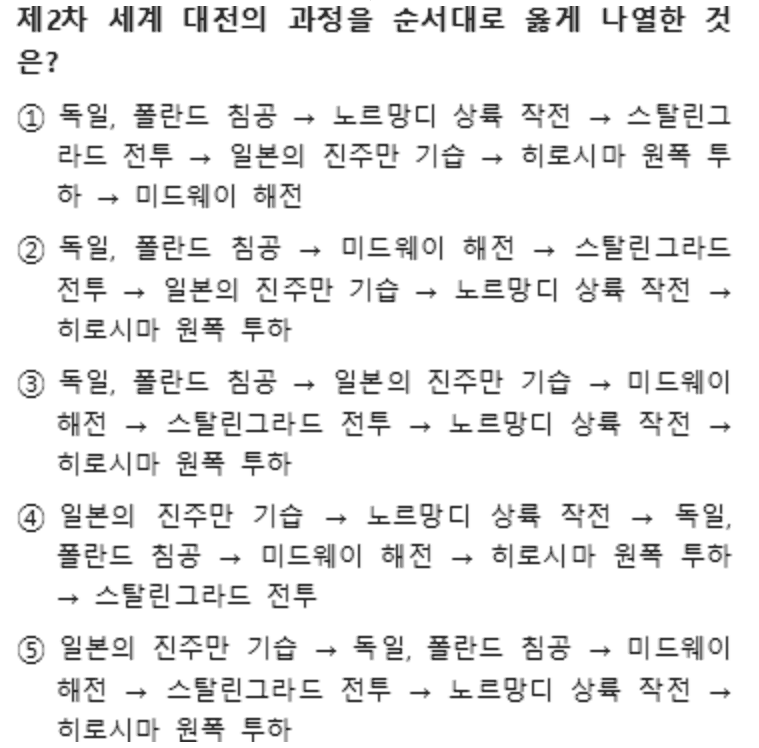 제2차 세계 대전의 과정을 순서대로 옳게 나열한 것
은?
① 독일, 폴란드 침공 → 노르망디 상륙 작전 → 스탈린그
라드 전투 → 일본의 진주만 기습 → 히로시마 원폭 투
하 → 미드웨이 해전
② 독일, 폴란드 침공 → 미드웨이 해전 → 스탈린그라드
전투 → 일본의 진주만 기습 → 노르망디 상륙 작전 →
히로시마 원폭 투하
③ 독일, 폴란드 침공 → 일본의 진주만 기습 → 미드웨이
해전 → 스탈린그라드 전투 → 노르망디 상륙 작전 →
히로시마 원폭 투하
④ 일본의 진주만 기습 → 노르망디 상륙 작전 → 독일,
폴란드 침공 → 미드웨이 해전 → 히로시마 원폭 투하
→ 스탈린그라드 전투
⑤ 일본의 진주만 기습 → 독일, 폴란드 침공 → 미드웨이
해전 → 스탈린그라드 전투 → 노르망디 상륙 작전 →
히로시마 원폭 투하